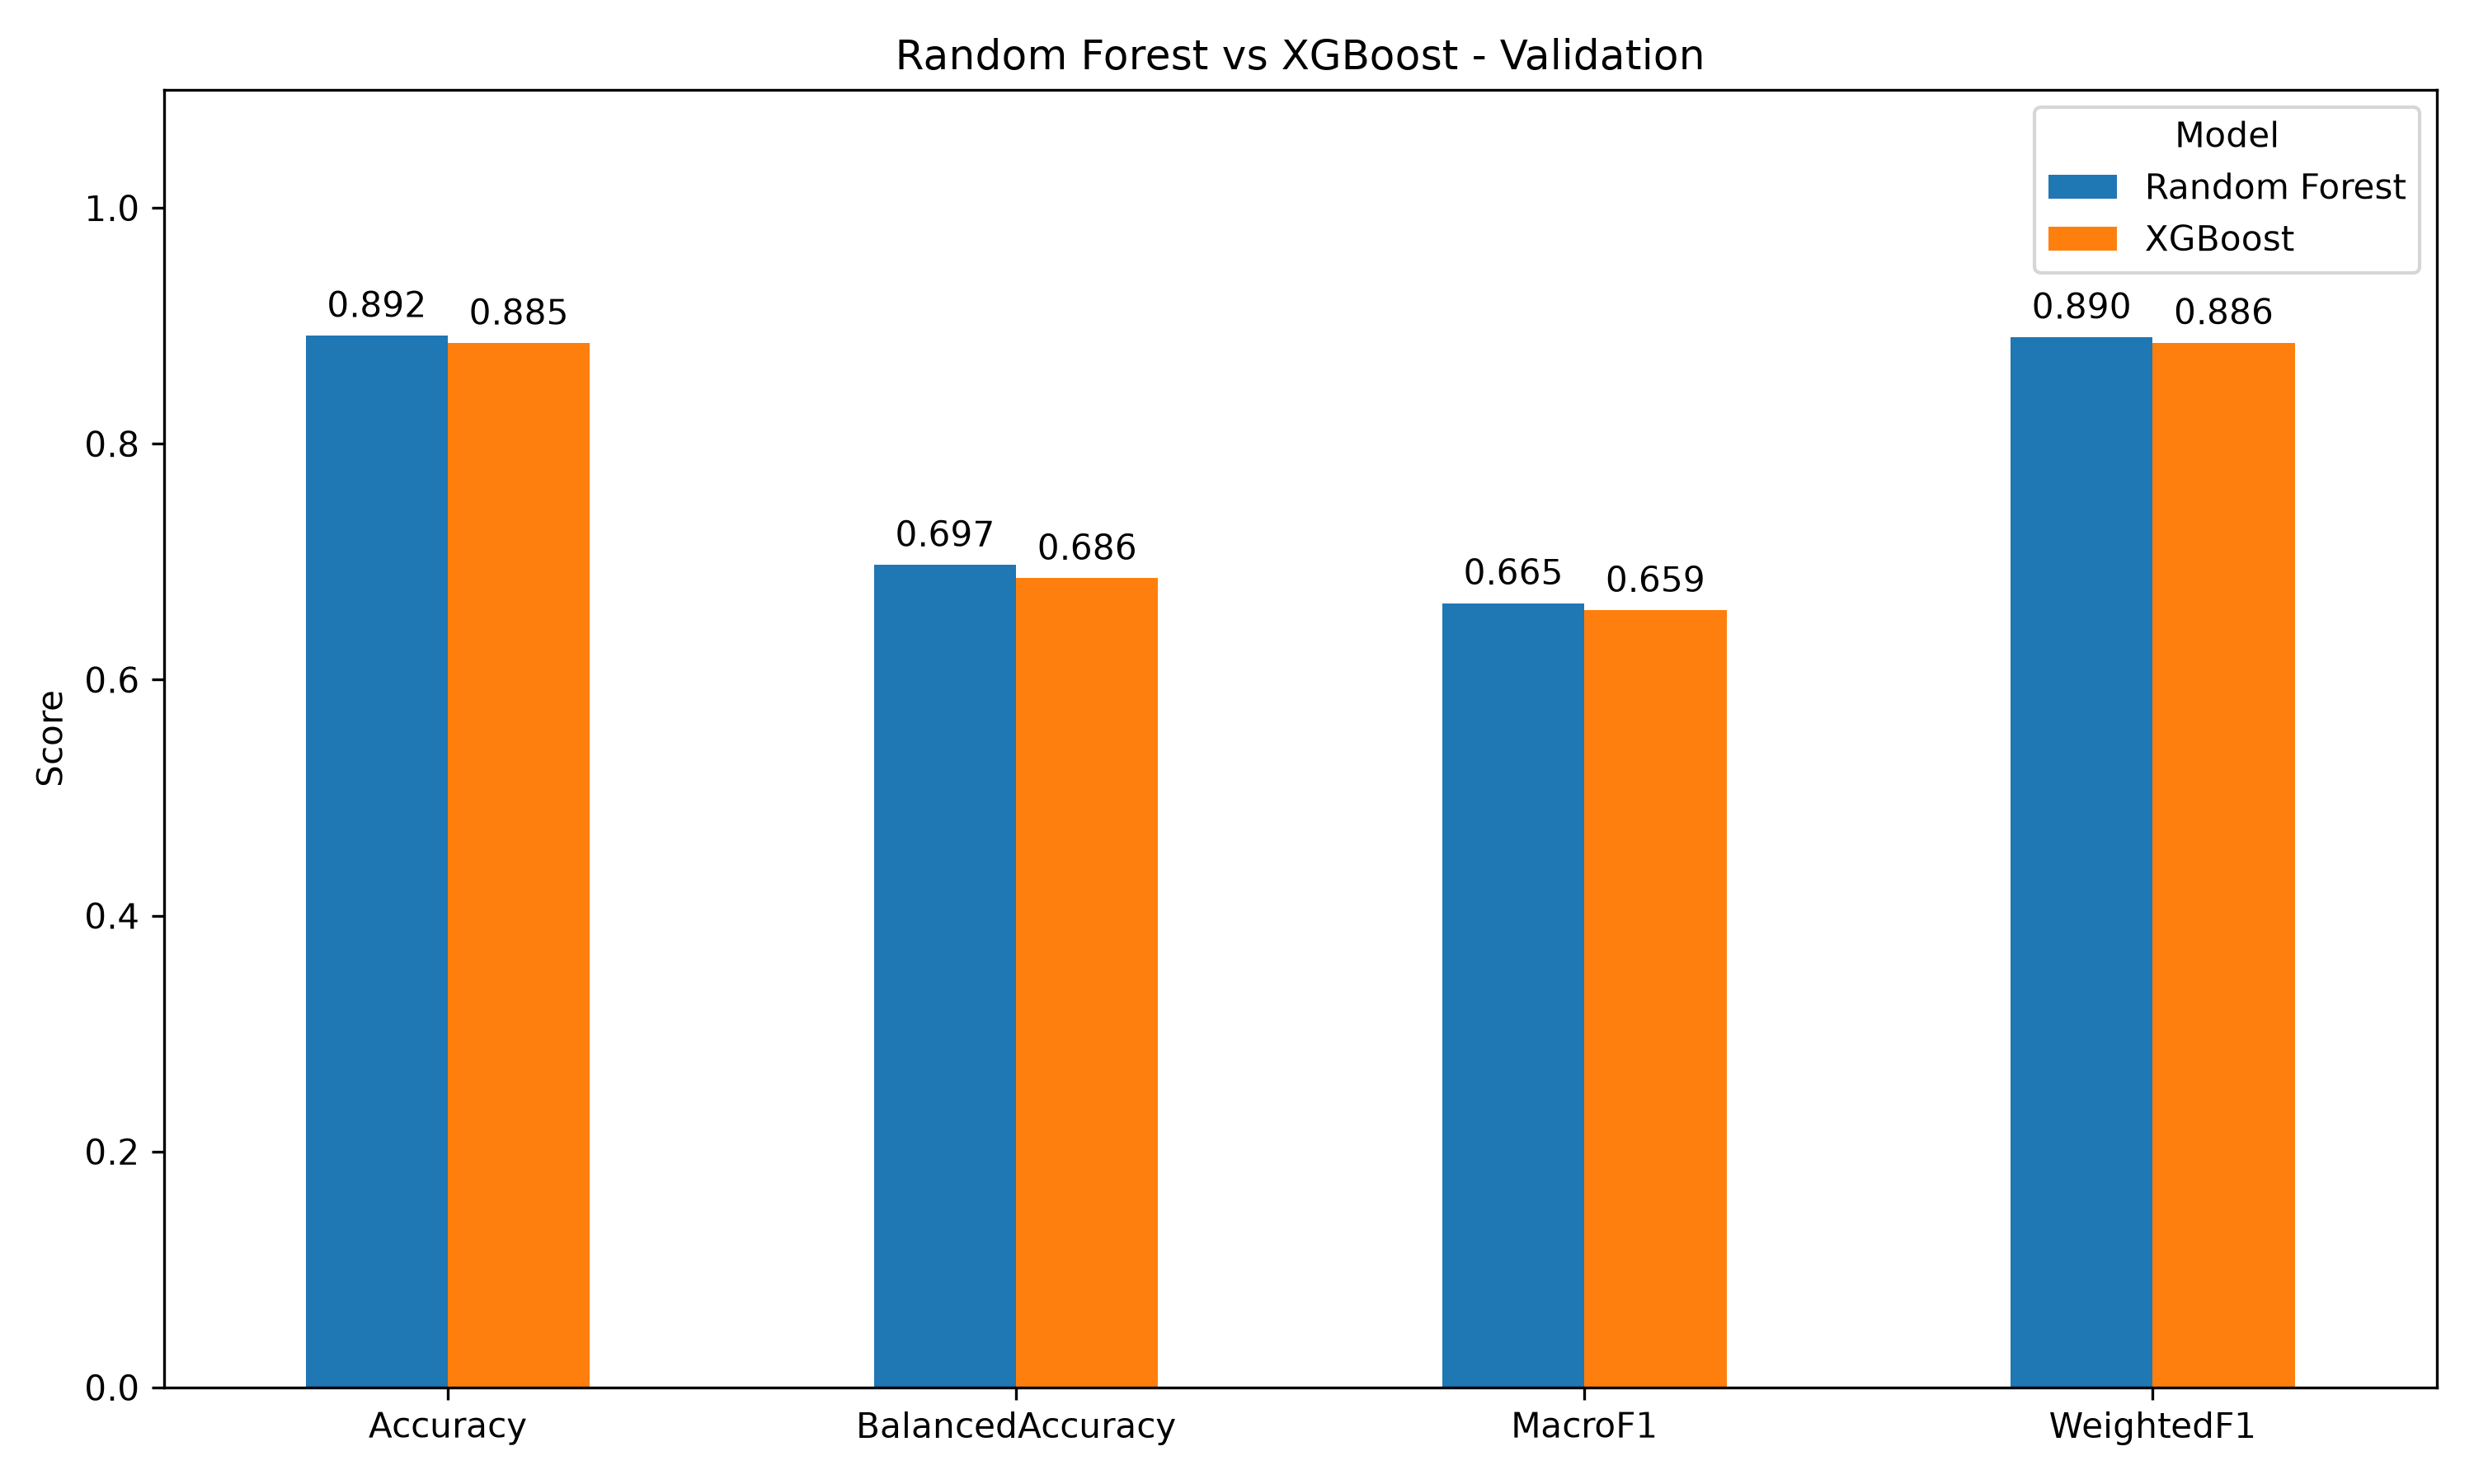 Random Forest vs XGBoost - Validation
Model
Random Forest
XGBoost
Score
1.0
0.8
0.6
0.4
0.2
0.0
0.892
0.885
0.697
0.686
0.665
0.659
0.890
0.886
Accuracy
BalancedAccuracy
MacroF1
WeightedF1